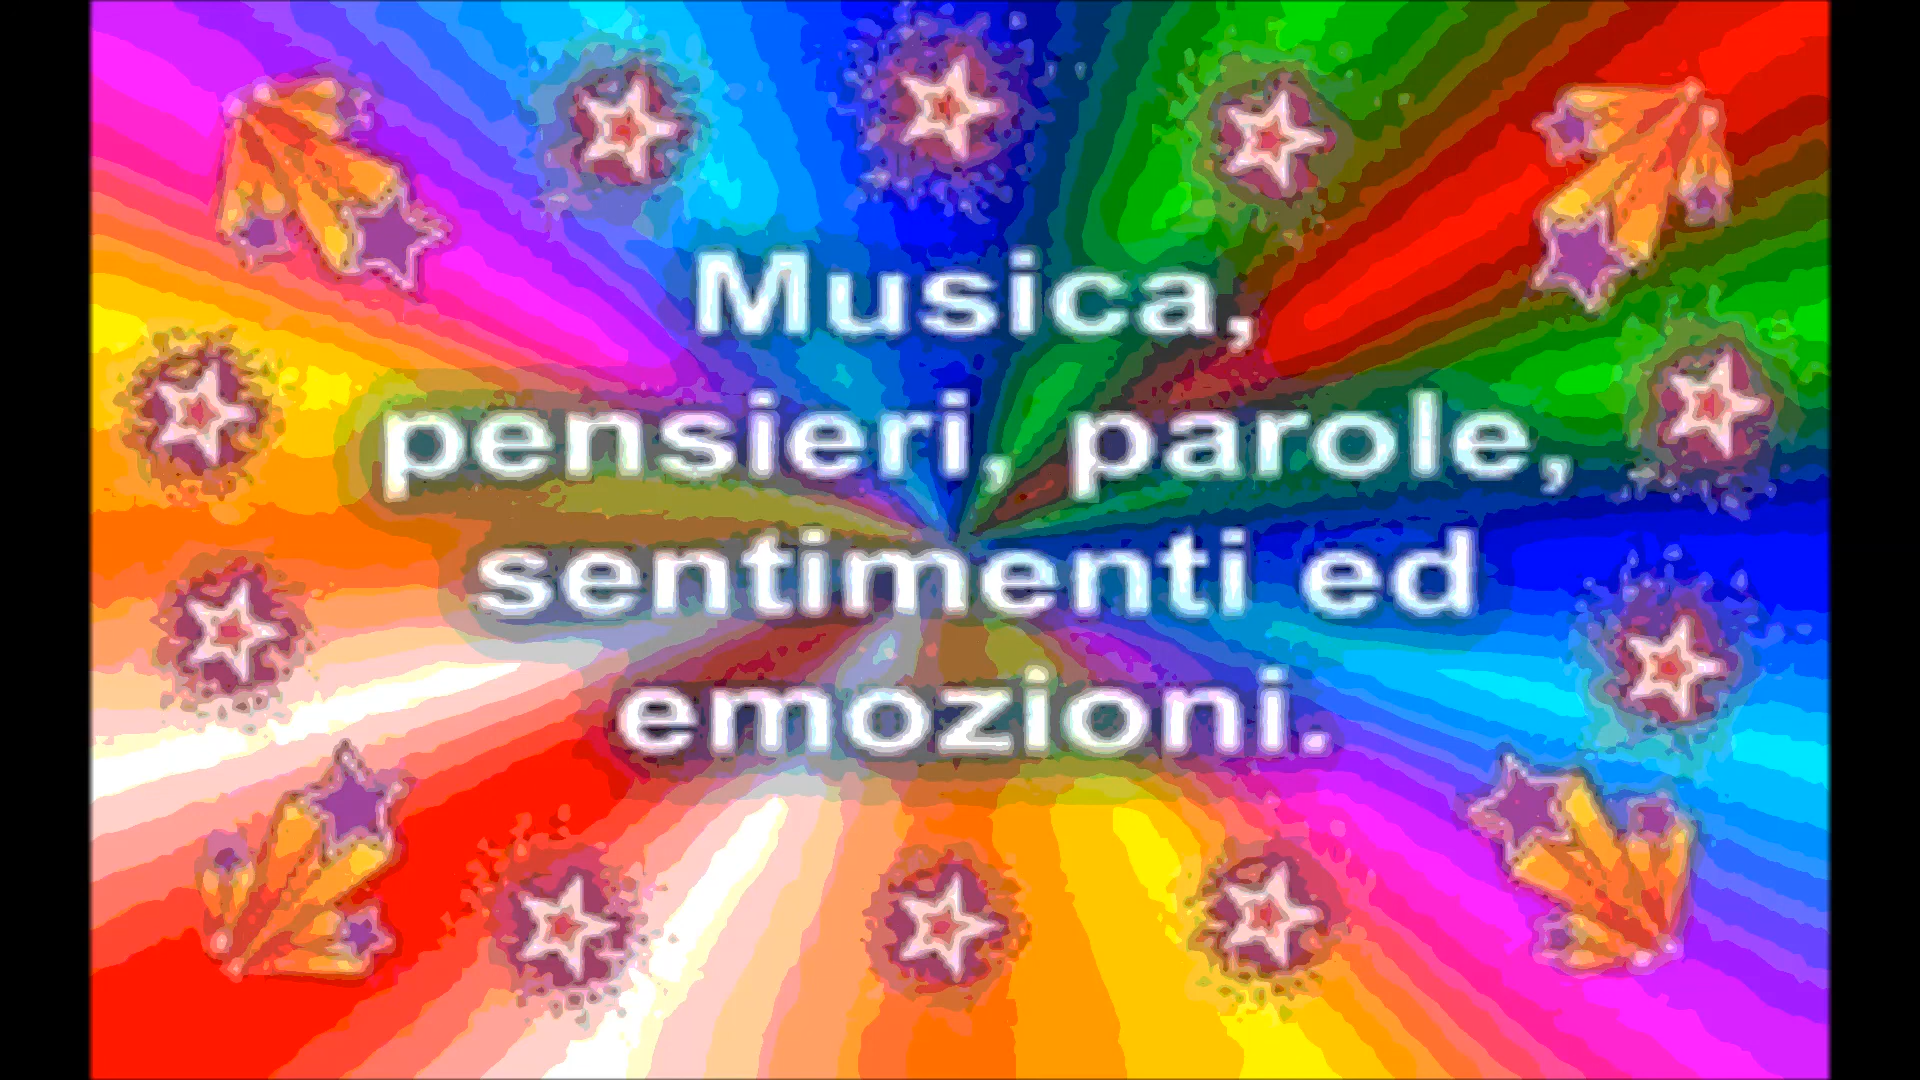 Musica,
pensieri, parole,
sentimenti ed
emozioni.